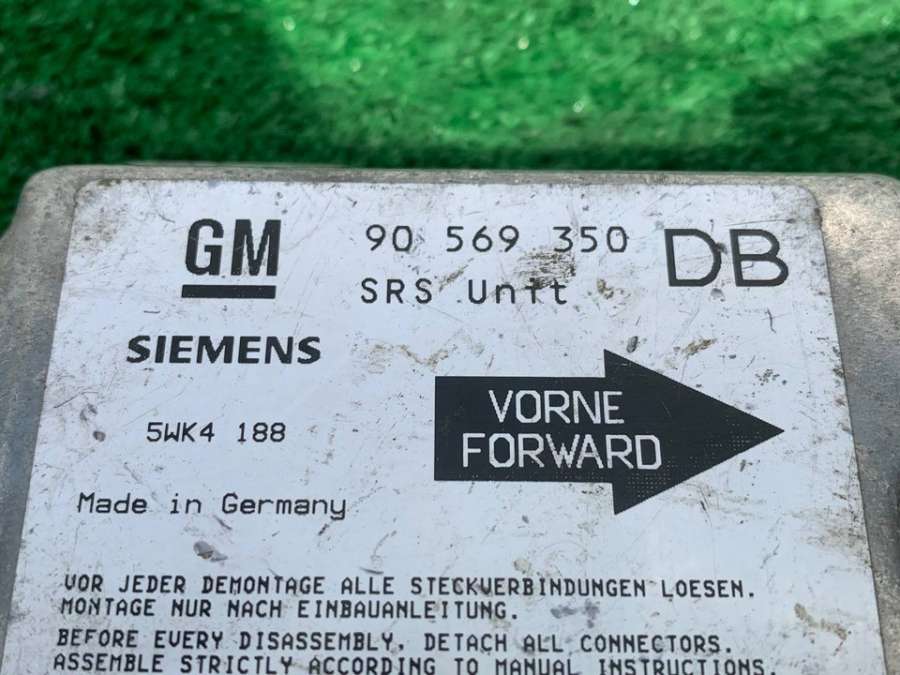 GM 90 569 350 DB
SRS Unit
SIEMENS
VORNE
FORWARD
5WK4 188
Made in Germany
VOR JEDER DEMONTAGE ALLE STECKVERBINDUNGEN LOESEN.
MONTAGE NUR NACH EINBAUANLEITUNG.
BEFORE EVERY DISASSEMBLY, DETACH ALL CONNECTORS.
ASSEMBLE STRICTLY ACCORDING TO MANUAL INSTRUCTIONS.